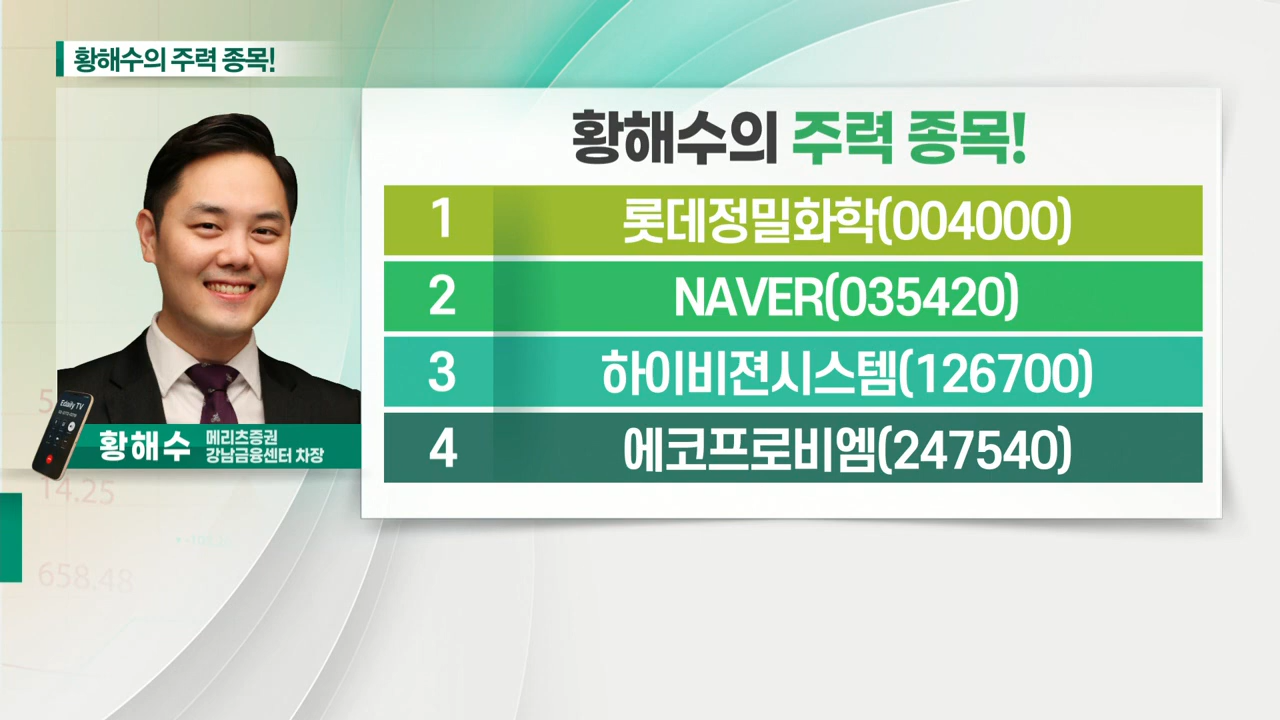 황해수의 주력 종목!
황해수의 주력 종목!
1 롯데정밀화학(004000)
2 NAVER(035420)
3 하이비젼시스템(126700)
4 에코프로비엠(247540)
Edaily TV
황해수 메리츠증권
강남금융센터 차장
14.25
658.48